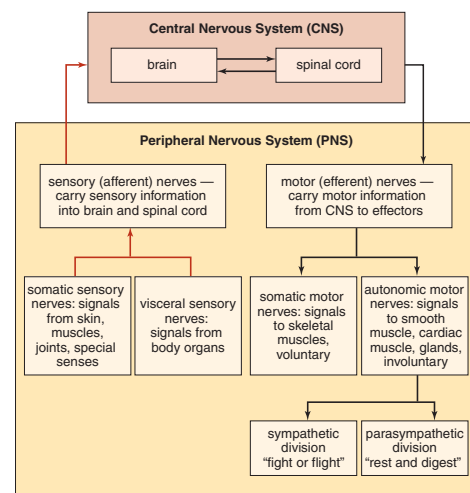 Central Nervous System (CNS)
brain
spinal cord
Peripheral Nervous System (PNS)
sensory (afferent) nerves —
carry sensory information
into brain and spinal cord
motor (efferent) nerves —
carry motor information
from CNS to effectors
somatic sensory
nerves: signals
from skin,
muscles,
joints, special
senses
visceral sensory
nerves:
signals from
body organs
somatic motor
nerves: signals
to skeletal
muscles,
voluntary
autonomic motor
nerves: signals
to smooth
muscle, cardiac
muscle, glands,
involuntary
sympathetic
division
“fight or flight”
parasympathetic
division
“rest and digest”